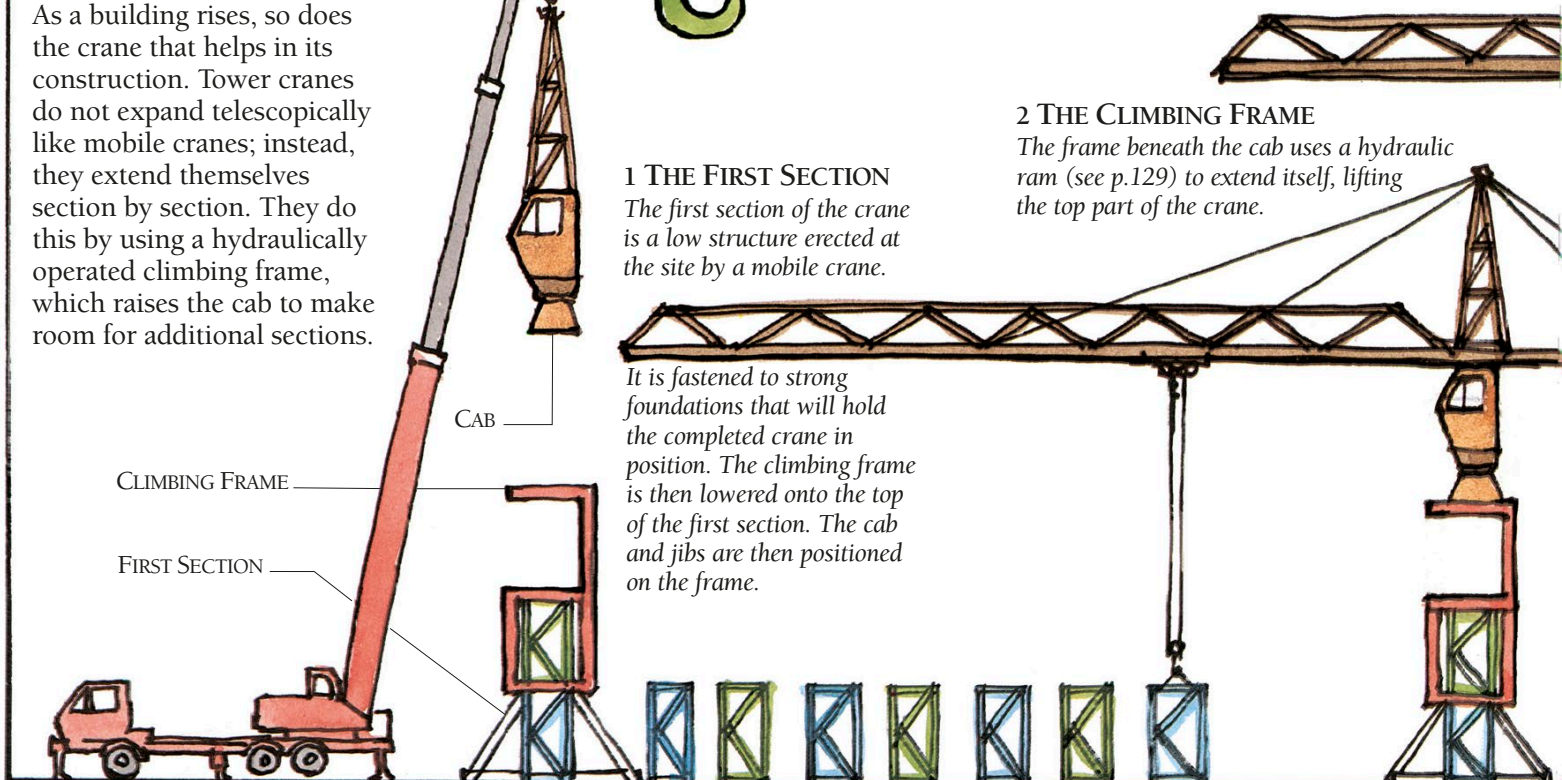 As a building rises, so does
the crane that helps in its
construction. Tower cranes
do not expand telescopically
like mobile cranes; instead,
they extend themselves
section by section. They do
this by using a hydraulically
operated climbing frame,
which raises the cab to make
room for additional sections.
CAB
CLIMBING FRAME
FIRST SECTION
1 THE FIRST SECTION
The first section of the crane
is a low structure erected at
the site by a mobile crane.
It is fastened to strong
foundations that will hold
the completed crane in
position. The climbing frame
is then lowered onto the top
of the first section. The cab
and jibs are then positioned
on the frame.
2 THE CLIMBING FRAME
The frame beneath the cab uses a hydraulic
ram (see p.129) to extend itself, lifting
the top part of the crane.